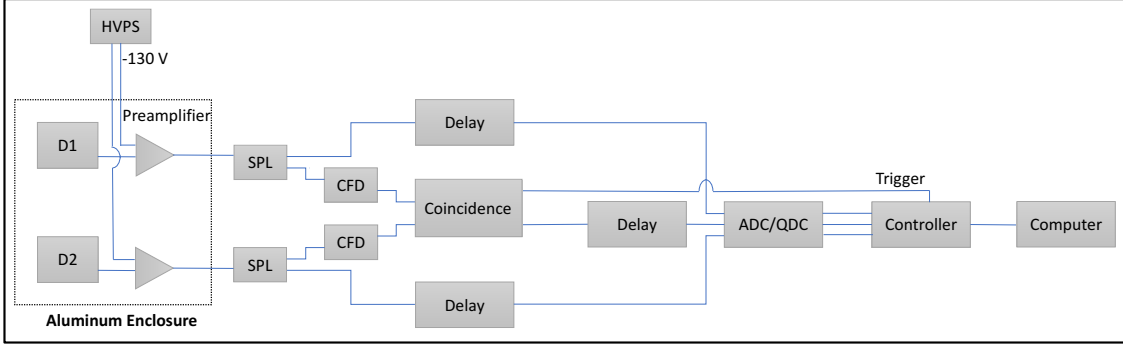 HVPS
-130 V
Preamplifier
D1
SPL
Delay
CFD
Coincidence
Trigger
CFD
Delay
ADC/QDC
Controller
Computer
D2
SPL
Delay
Aluminum Enclosure